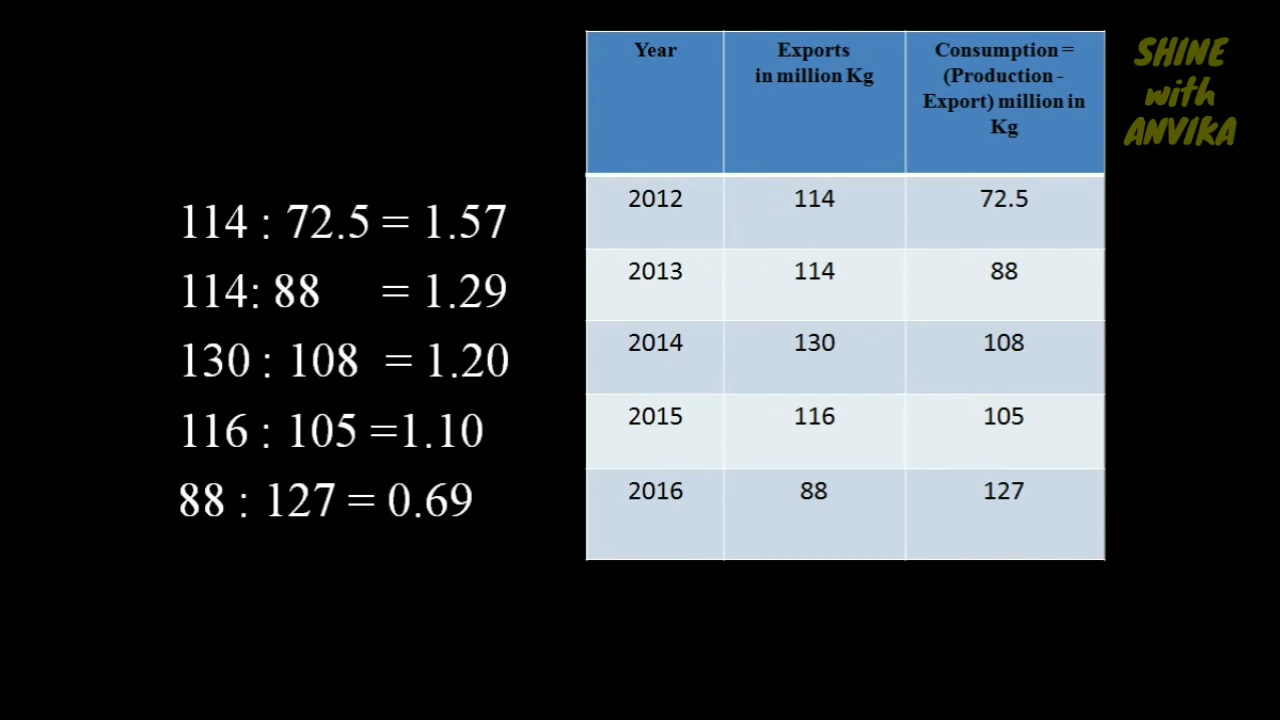 114 : 72.5 = 1.57
114: 88 = 1.29
130 : 108 = 1.20
116 : 105 =1.10
88 : 127 = 0.69
Year Exports in million Kg Consumption = (Production - Export) million in Kg
2012 114 72.5
2013 114 88
2014 130 108
2015 116 105
2016 88 127
SHINE
with
ANVIKA